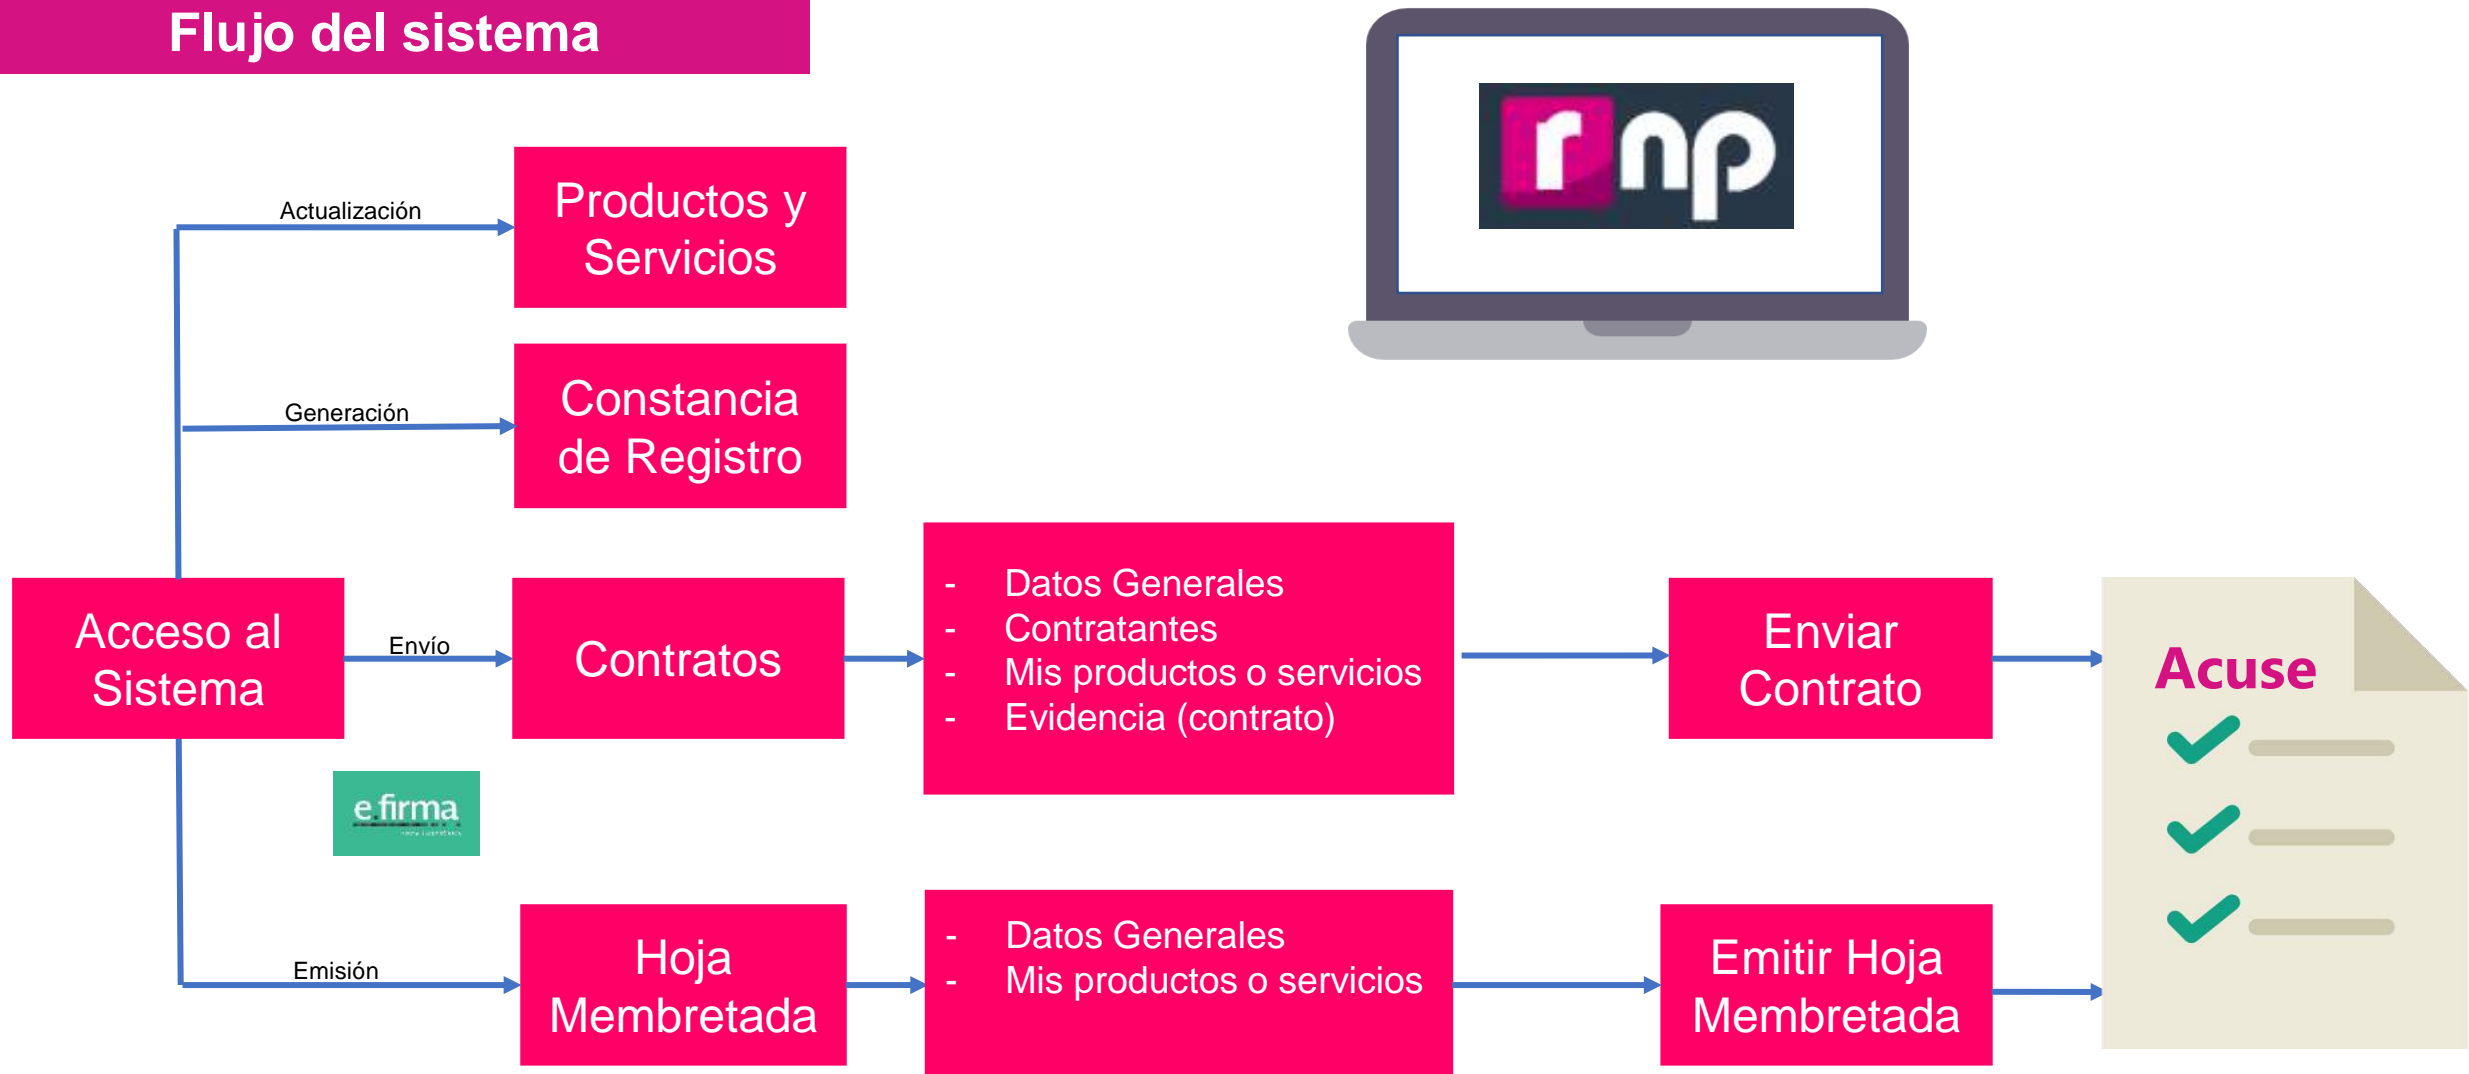 Flujo del sistema
rnp
Actualización
Productos y
Servicios
Generación
Constancia
de Registro
Acceso al
Sistema
Envío
Contratos
- Datos Generales
- Contratantes
- Mis productos o servicios
- Evidencia (contrato)
Enviar
Contrato
Acuse
e.firma
Emisión
Hoja
Membretada
- Datos Generales
- Mis productos o servicios
Emitir Hoja
Membretada